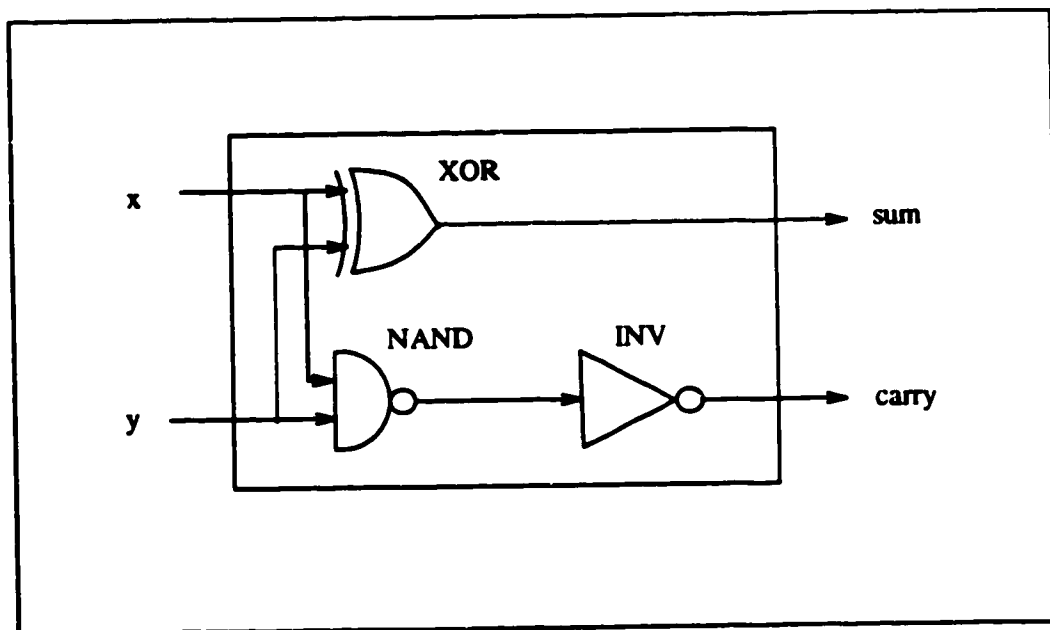 XOR
x
sum
NAND
INV
y
carry